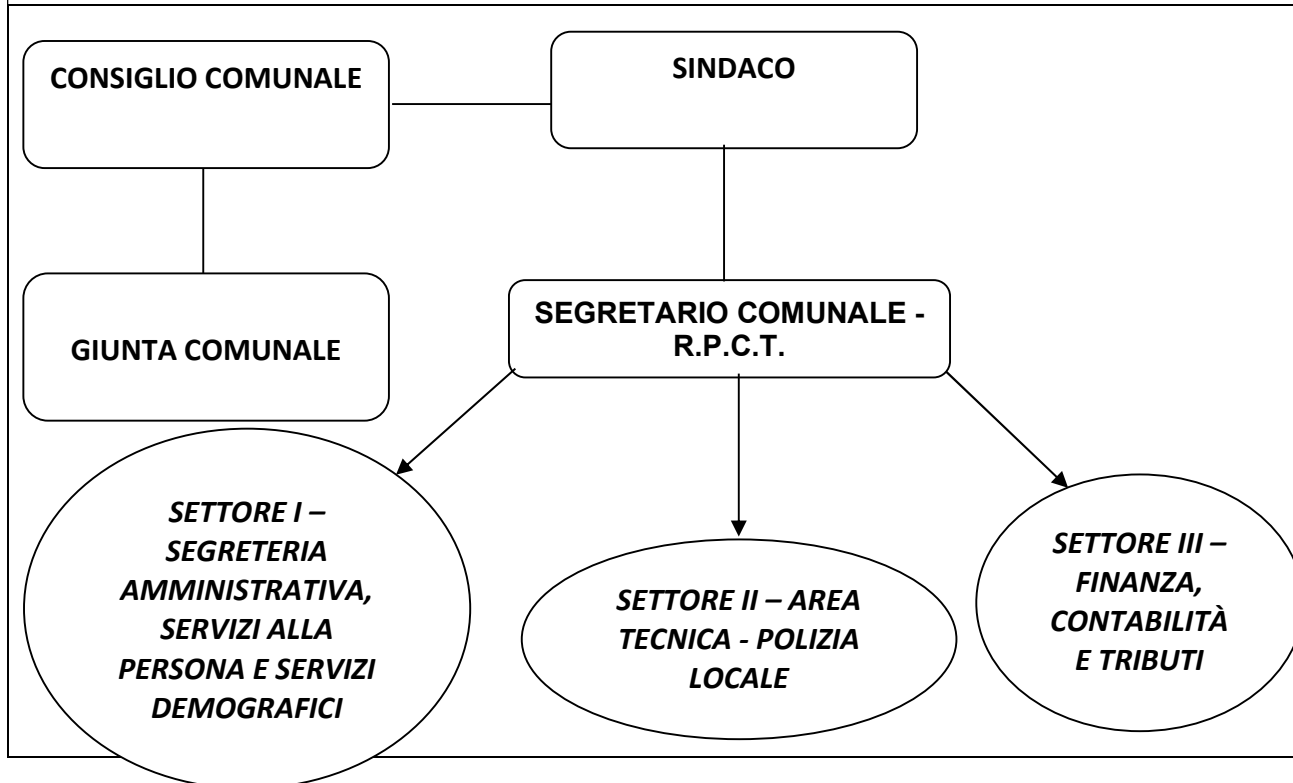 CONSIGLIO COMUNALE
SINDACO
GIUNTA COMUNALE
SEGRETARIO COMUNALE -
R.P.C.T.
SETTORE I –
SEGRETERIA
AMMINISTRATIVA,
SERVIZI ALLA
PERSONA E SERVIZI
DEMOGRAFICI
SETTORE II – AREA
TECNICA - POLIZIA
LOCALE
SETTORE III –
FINANZA,
CONTABILITÀ
E TRIBUTI